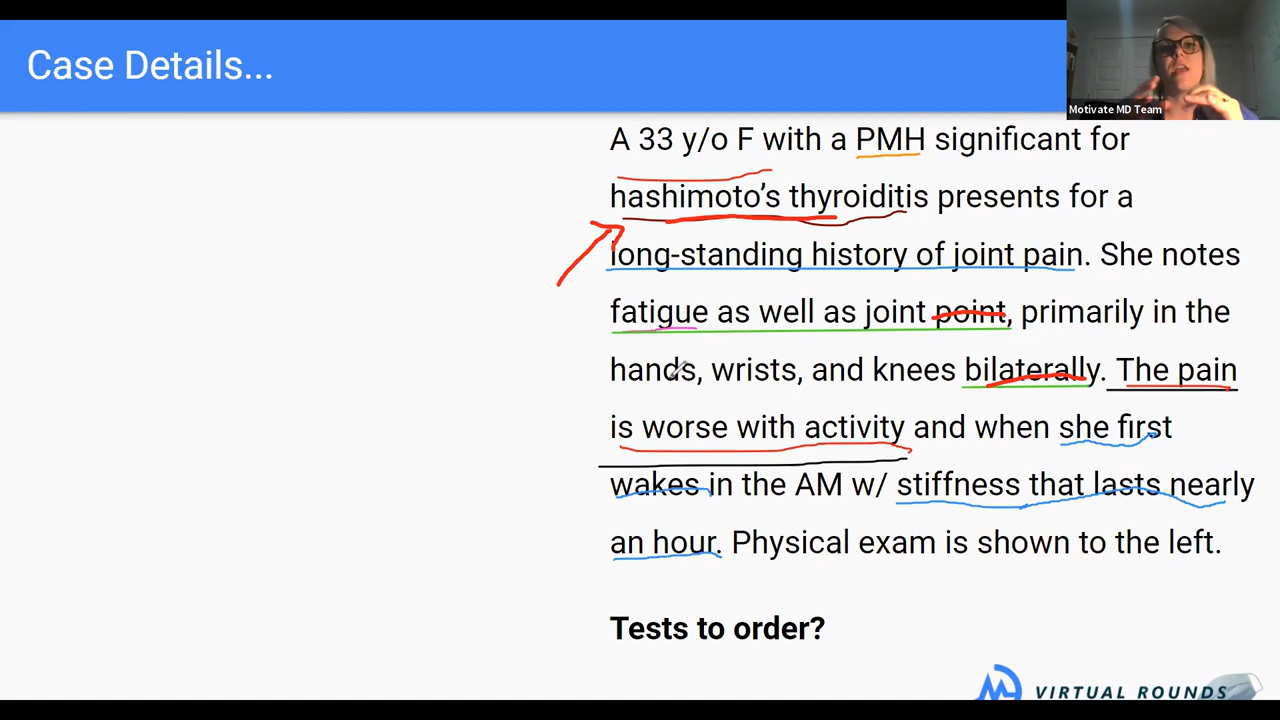 Case Details...
Motivate MD Team
A 33 y/o F with a PMH significant for
hashimoto's thyroiditis presents for a
long-standing history of joint pain. She notes
fatigue as well as joint point, primarily in the
hands, wrists, and knees bilaterally. The pain
is worse with activity and when she first
wakes in the AM w/ stiffness that lasts nearly
an hour. Physical exam is shown to the left.
Tests to order?
VIRTUAL ROUNDS